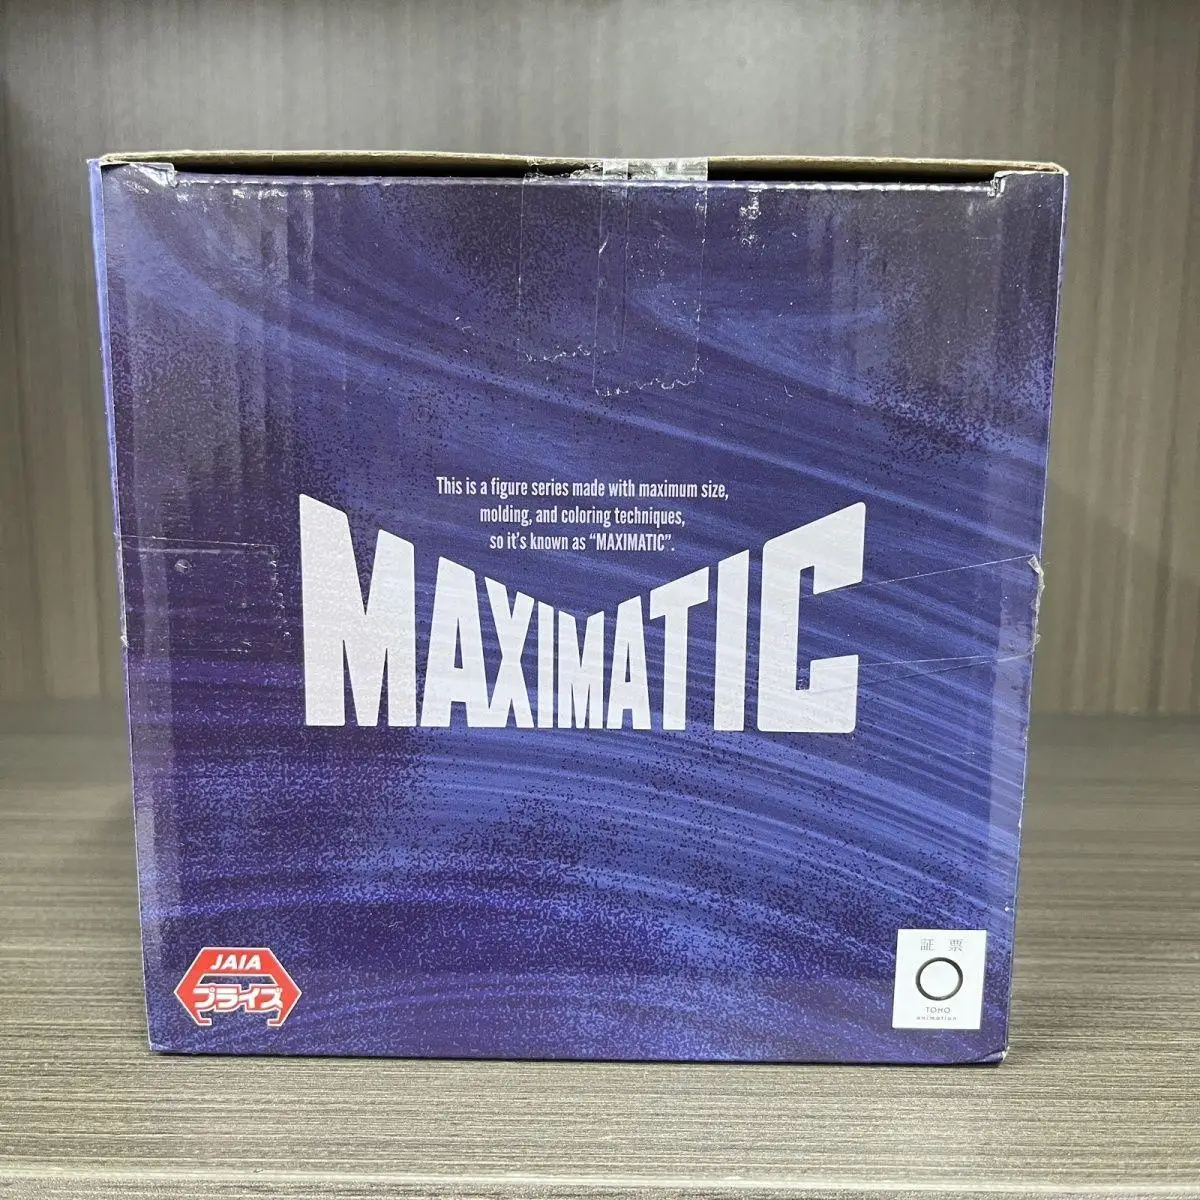 This is a figure series made with maximum size,
molding, and coloring techniques,
so it's known as “MAXIMATIC”.
MAXIMATIC
JAIA
プライズ
証票
TOHO
animation